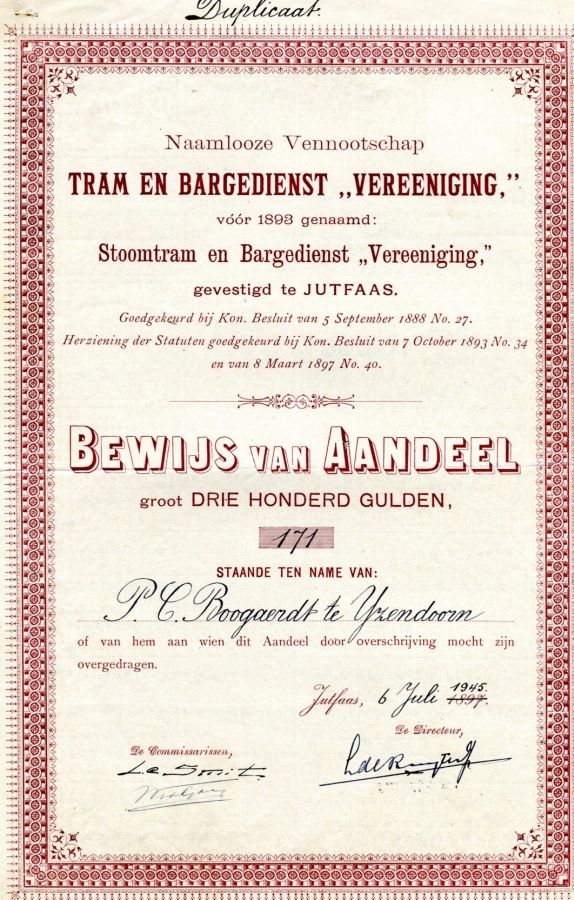 Duplicaat.
Naamlooze Vennootschap
TRAM EN BARGEDIENST „VEREENIGING,”
vóór 1893 genaamd:
Stoomtram en Bargedienst „Vereeniging,”
gevestigd te JUTFAAS.
Goedgekeurd bij Kon. Besluit van 5 September 1888 No. 27.
Herziening der Statuten goedgekeurd bij Kon. Besluit van 7 October 1893 No. 34
en van 8 Maart 1897 No. 40.
BEWIJS VAN AANDEEL
groot DRIE HONDERD GULDEN,
171
STAANDE TEN NAME VAN:
P. C. Boogaerdt te Yzendoorn
of van hem aan wien dit Aandeel door overschrijving mocht zijn
overgedragen.
Jutfaas, 6 Juli 1945. 1897.
De Directeur,
De Commissarissen,